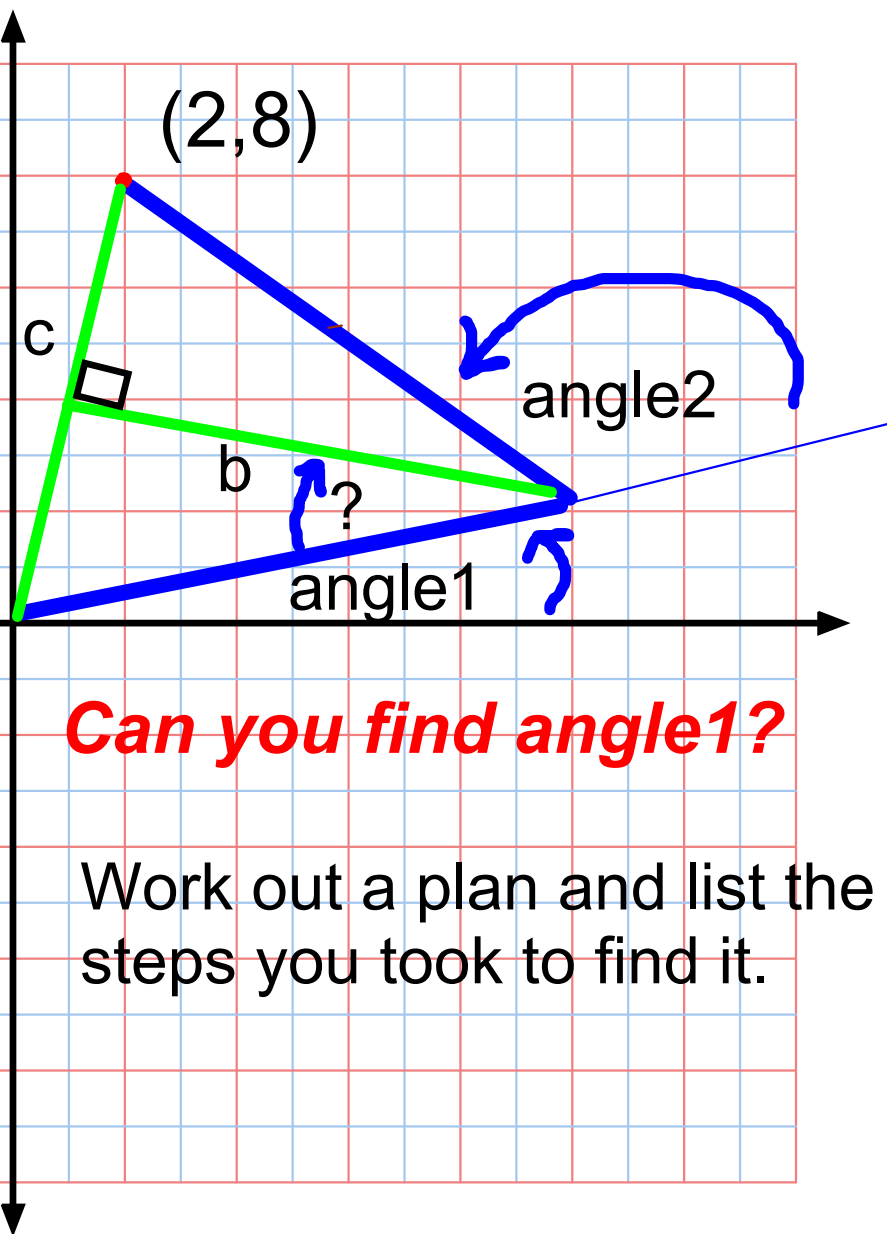 (2,8)
c
angle2
b
?
angle1
Can you find angle1?
Work out a plan and list the
steps you took to find it.